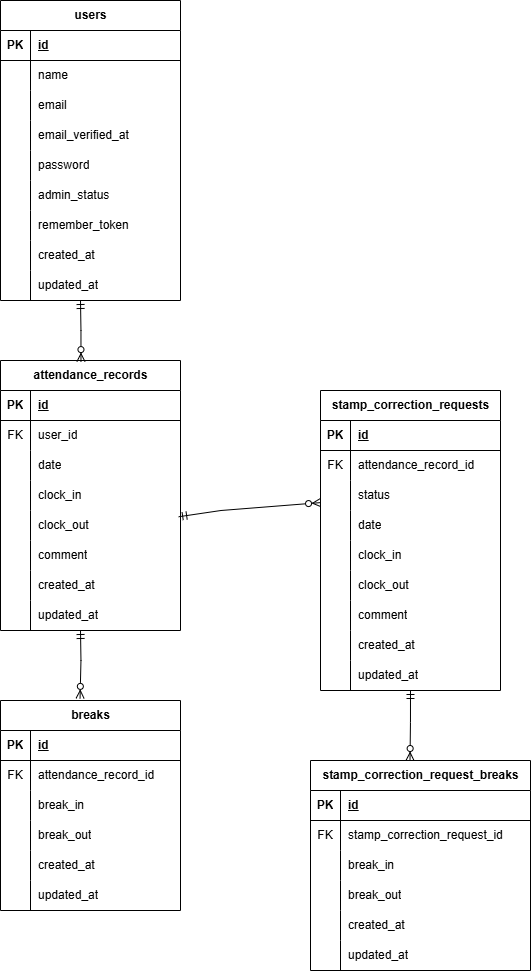 users
PK id
name
email
email_verified_at
password
admin_status
remember_token
created_at
updated_at
attendance_records
PK id
FK user_id
date
clock_in
clock_out
comment
created_at
updated_at
stamp_correction_requests
PK id
FK attendance_record_id
status
date
clock_in
clock_out
comment
created_at
updated_at
breaks
PK id
FK attendance_record_id
break_in
break_out
created_at
updated_at
stamp_correction_request_breaks
PK id
FK stamp_correction_request_id
break_in
break_out
created_at
updated_at